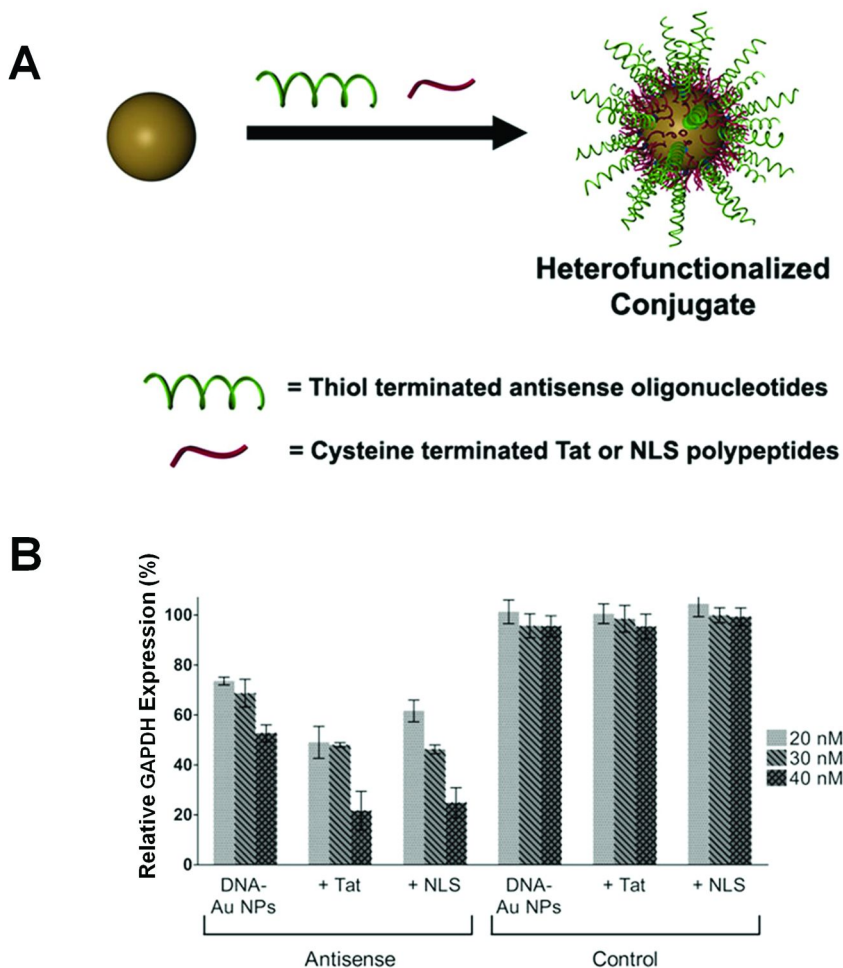 A
Heterofunctionalized
Conjugate
= Thiol terminated antisense oligonucleotides
= Cysteine terminated Tat or NLS polypeptides
B
Relative GAPDH Expression (%)
100
80
60
40
20
0
20 nM
30 nM
40 nM
DNA-
Au NPs
+ Tat
+ NLS
DNA-
Au NPs
+ Tat
+ NLS
Antisense
Control